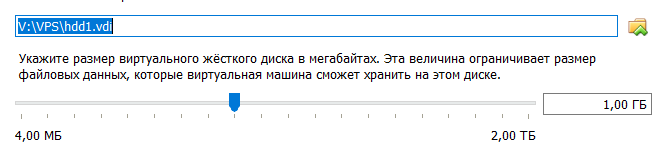 V:\VPS\hdd1.vdi
Укажите размер виртуального жёсткого диска в мегабайтах. Эта величина ограничивает размер
файловых данных, которые виртуальная машина сможет хранить на этом диске.
1,00 ГБ
4,00 МБ 2,00 ТБ